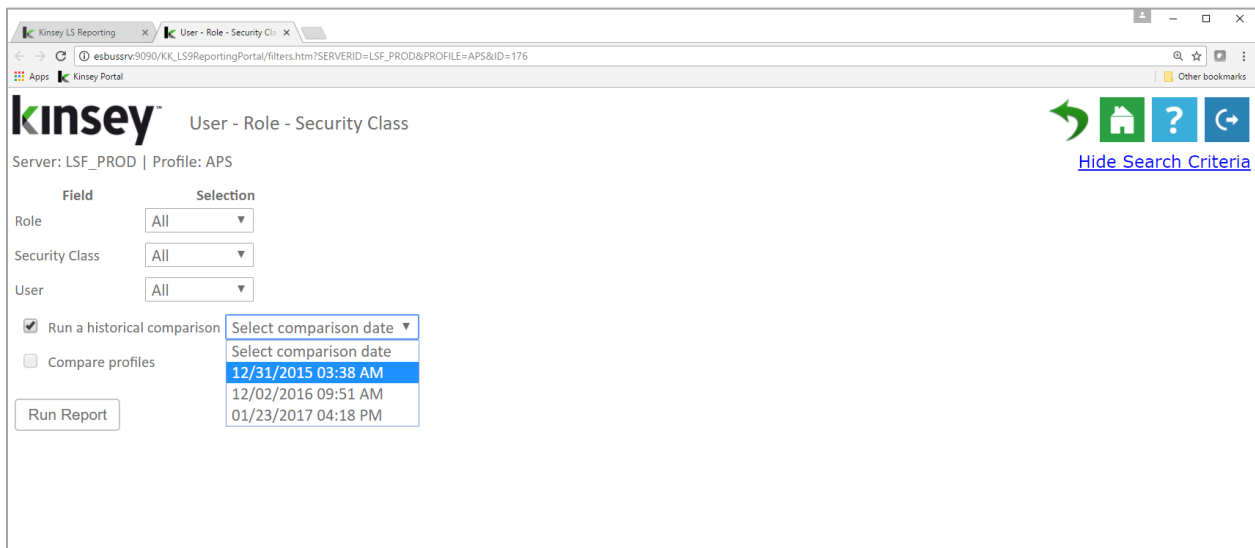 Kinsey LS Reporting
User - Role - Security Cla
esbussrv:9090/KK_LS9ReportingPortal/filters.htm?SERVERID=LSF_PROD&PROFILE=APS&ID=176
Apps Kinsey Portal Other bookmarks
kinsey™ User - Role - Security Class
Server: LSF_PROD | Profile: APS Hide Search Criteria
Field Selection
Role All
Security Class All
User All
Run a historical comparison Select comparison date
Select comparison date
Compare profiles
12/31/2015 03:38 AM
12/02/2016 09:51 AM
01/23/2017 04:18 PM
Run Report